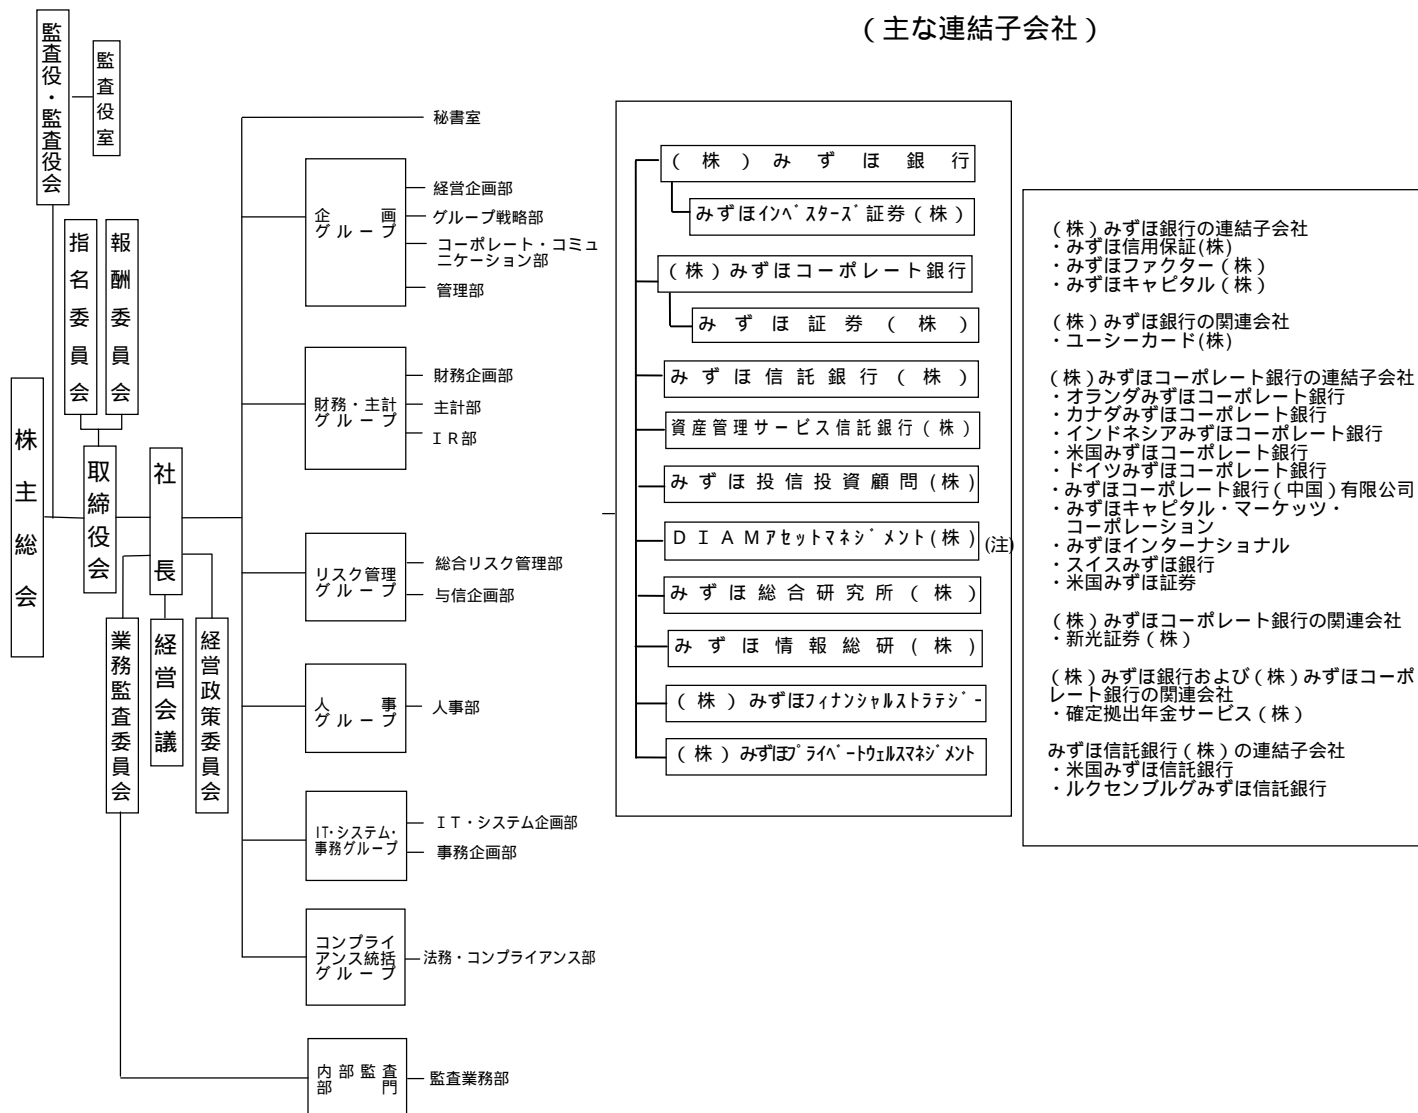 (主な連結子会社)
監査役・監査役会
監査役室
指名委員会
報酬委員会
株主総会
取締役会
社長
業務監査委員会
経営会議
経営政策委員会
秘書室
企画
グループ
経営企画部
グループ戦略部
コーポレート・コミュ
ニケーション部
管理部
財務・主計
グループ
財務企画部
主計部
IR部
リスク管理
グループ
総合リスク管理部
与信企画部
人事
グループ
人事部
IT・システム・
事務グループ
IT・システム企画部
事務企画部
コンプライ
アンス統括
グループ
法務・コンプライアンス部
内部監査
部門
監査業務部
(株)みずほ銀行
みずほインベスターズ証券(株)
(株)みずほコーポレート銀行
みずほ証券(株)
みずほ信託銀行(株)
資産管理サービス信託銀行(株)
みずほ投信投資顧問(株)
DIAMアセットマネジメント(株)(注)
みずほ総合研究所(株)
みずほ情報総研(株)
(株)みずほフィナンシャルストラテジー
(株)みずほプライベートウェルスマネジメント
(株)みずほ銀行の連結子会社
・みずほ信用保証(株)
・みずほファクター(株)
・みずほキャピタル(株)
(株)みずほ銀行の関連会社
・ユーシーカード(株)
(株)みずほコーポレート銀行の連結子会社
・オランダみずほコーポレート銀行
・カナダみずほコーポレート銀行
・インドネシアみずほコーポレート銀行
・米国みずほコーポレート銀行
・ドイツみずほコーポレート銀行
・みずほコーポレート銀行(中国)有限公司
・みずほキャピタル・マーケッツ・
コーポレーション
・みずほインターナショナル
・スイスみずほ銀行
・米国みずほ証券
(株)みずほコーポレート銀行の関連会社
・新光証券(株)
(株)みずほ銀行および(株)みずほコーポ
レート銀行の関連会社
・確定拠出年金サービス(株)
みずほ信託銀行(株)の連結子会社
・米国みずほ信託銀行
・ルクセンブルグみずほ信託銀行